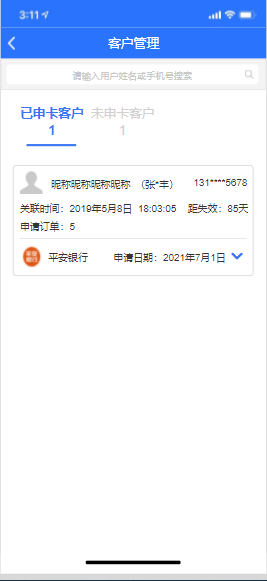 3:11
客户管理
请输入用户姓名或手机号搜索
已申卡客户 未申卡客户
1 1
昵称昵称昵称昵称 （张*丰） 131****5678
关联时间：2019年5月8日 18:03:05 距失效：85天
申请订单：5
平安银行 申请日期：2021年7月1日